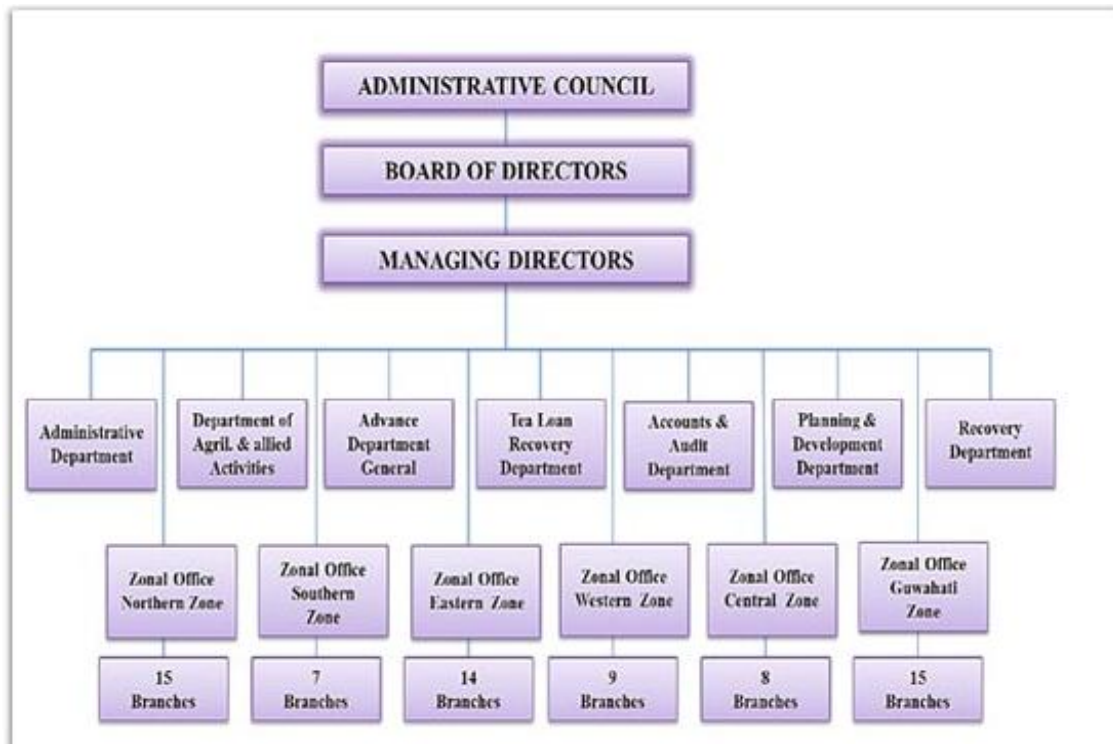 ADMINISTRATIVE COUNCIL
BOARD OF DIRECTORS
MANAGING DIRECTORS
Administrative
Department
Department of
Agril. & allied
Activities
Advance
Department
General
Tea Loan
Recovery
Department
Accounts &
Audit
Department
Planning &
Development
Department
Recovery
Department
Zonal Office
Northern Zone
Zonal Office
Southern
Zone
Zonal Office
Eastern Zone
Zonal Office
Western Zone
Zonal Office
Central Zone
Zonal Office
Guwahati
Zone
15
Branches
7
Branches
14
Branches
9
Branches
8
Branches
15
Branches